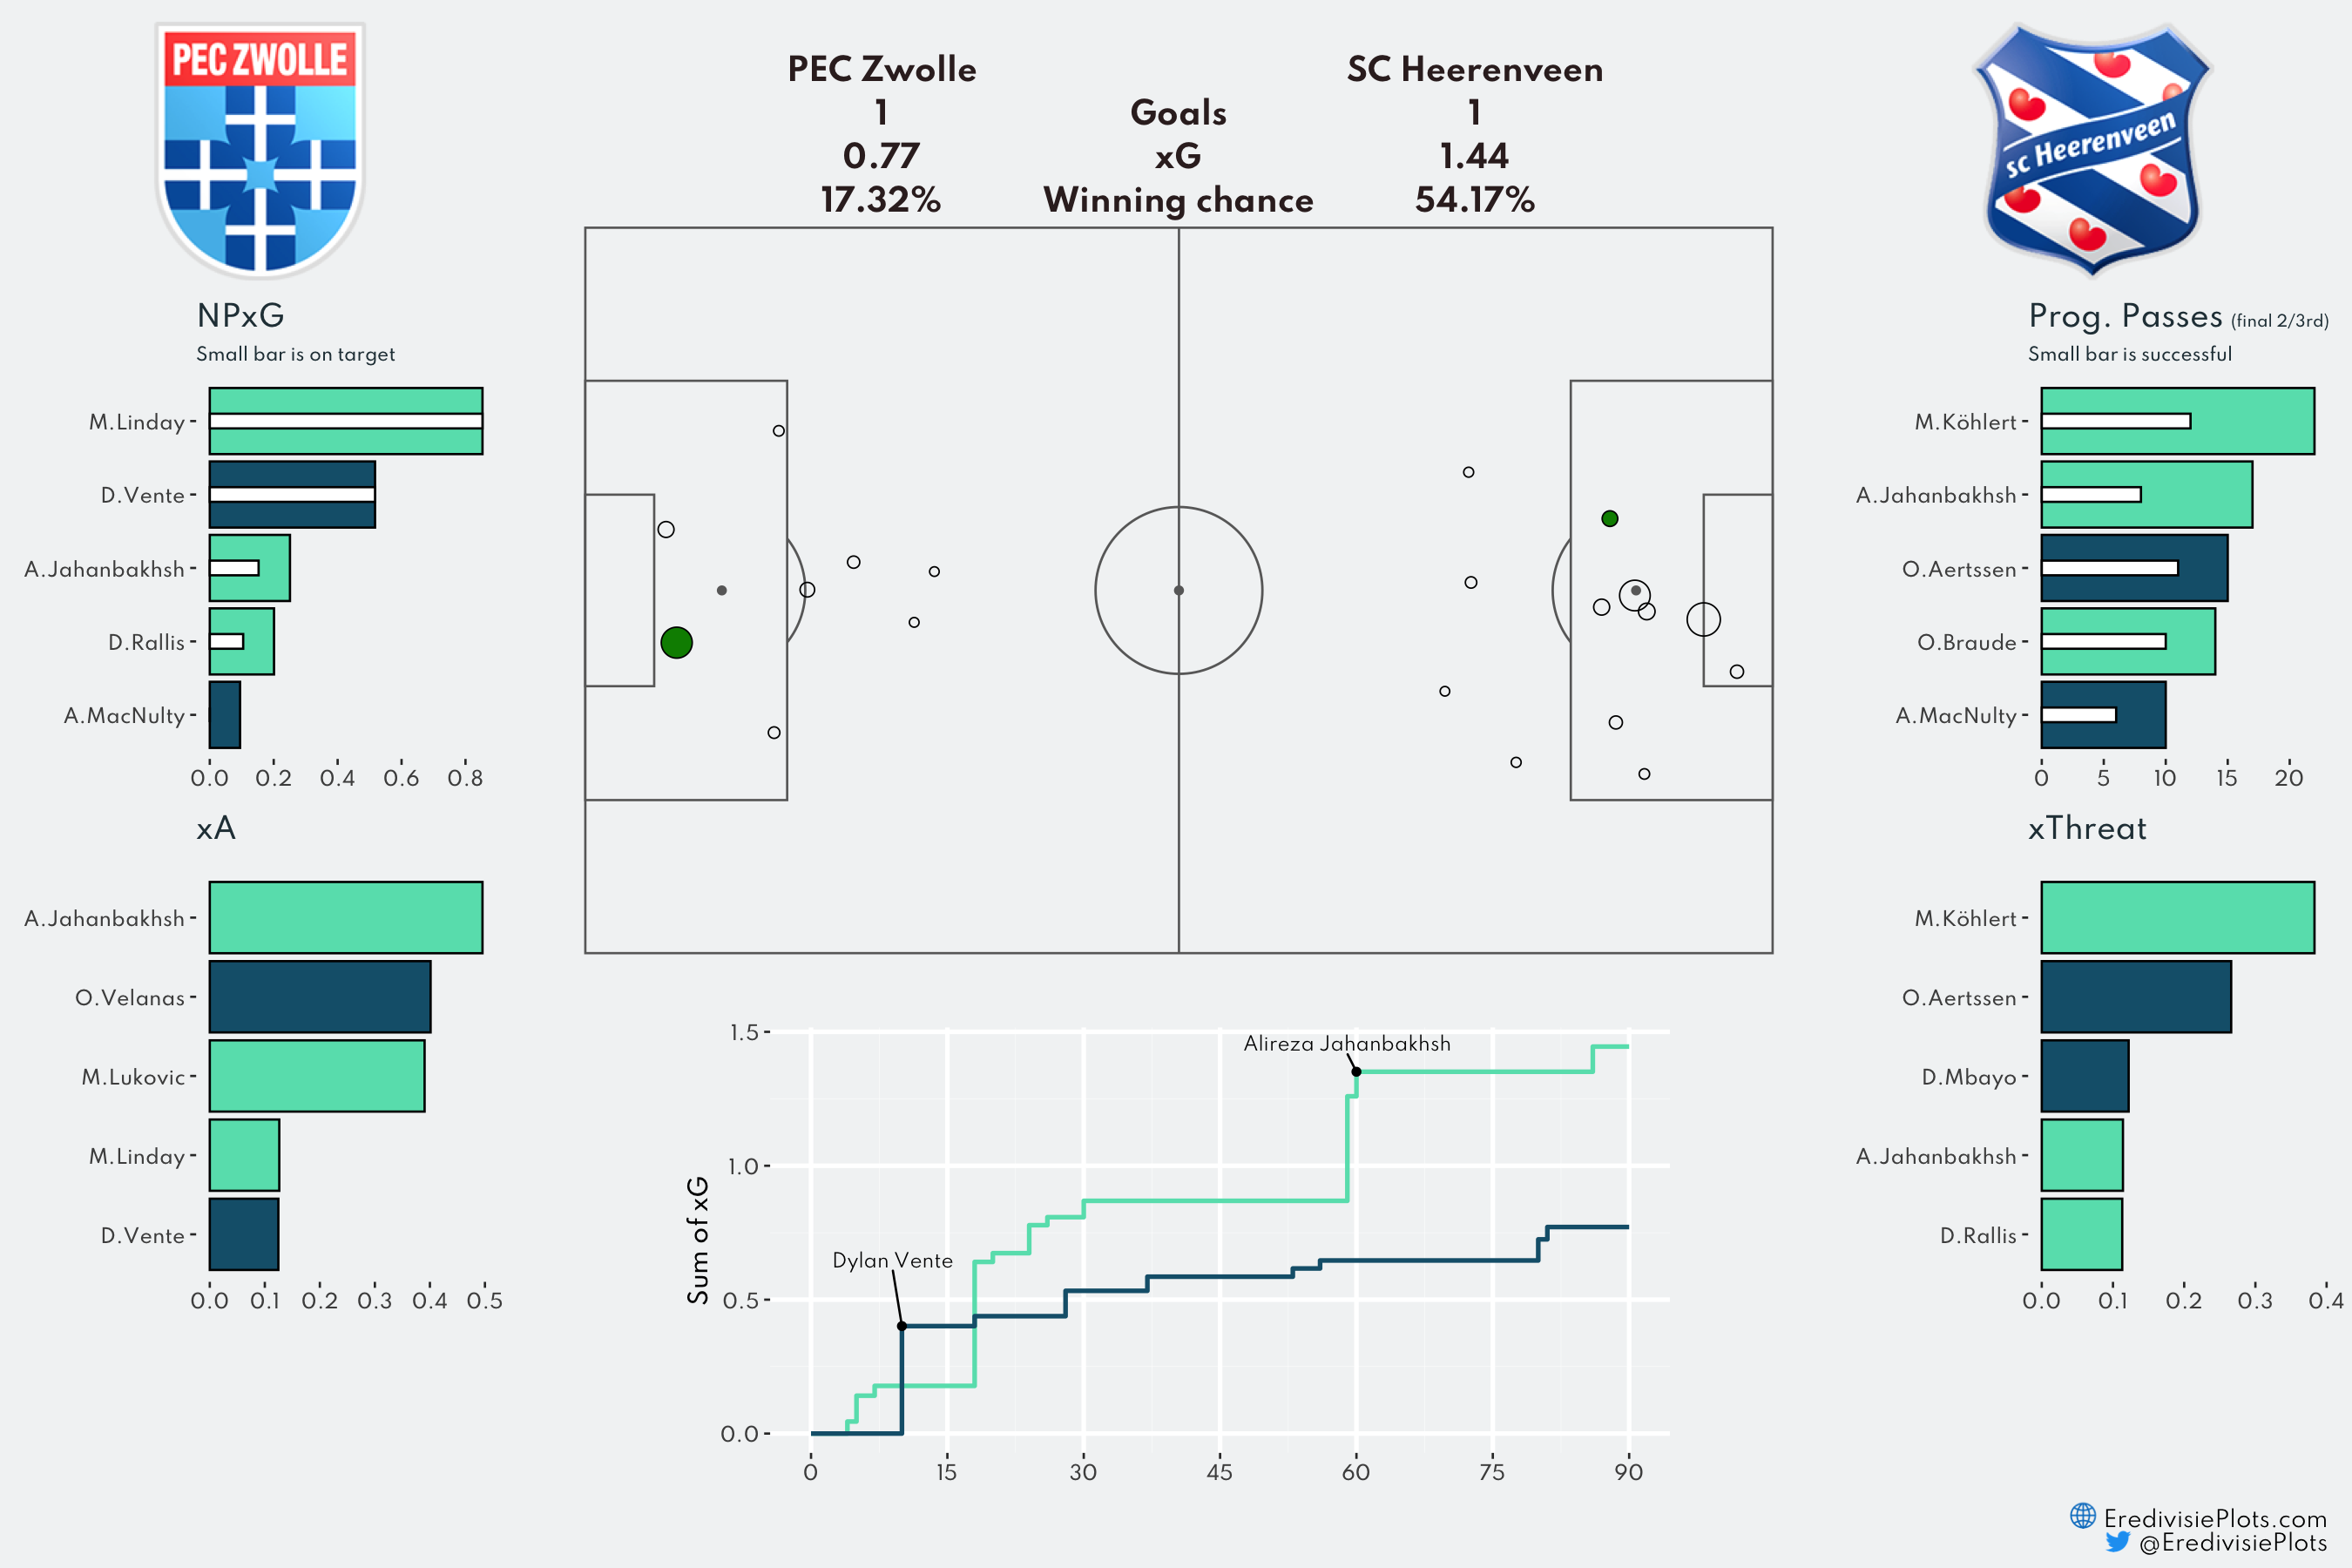 PEC ZWOLLE
sc Heerenveen
PEC Zwolle SC Heerenveen
1 Goals 1
0.77 xG 1.44
17.32% Winning chance 54.17%
NPxG
Small bar is on target
M.Linday
D.Vente
A.Jahanbakhsh
D.Rallis
A.MacNulty
0.0 0.2 0.4 0.6 0.8
xA
A.Jahanbakhsh
O.Velanas
M.Lukovic
M.Linday
D.Vente
0.0 0.1 0.2 0.3 0.4 0.5
Prog. Passes (final 2/3rd)
Small bar is successful
M.Köhlert
A.Jahanbakhsh
O.Aertssen
O.Braude
A.MacNulty
0 5 10 15 20
xThreat
M.Köhlert
O.Aertssen
D.Mbayo
A.Jahanbakhsh
D.Rallis
0.0 0.1 0.2 0.3 0.4
Sum of xG
1.5
1.0
0.5
0.0
Alireza Jahanbakhsh
Dylan Vente
0 15 30 45 60 75 90
EredivisiePlots.com
@EredivisiePlots